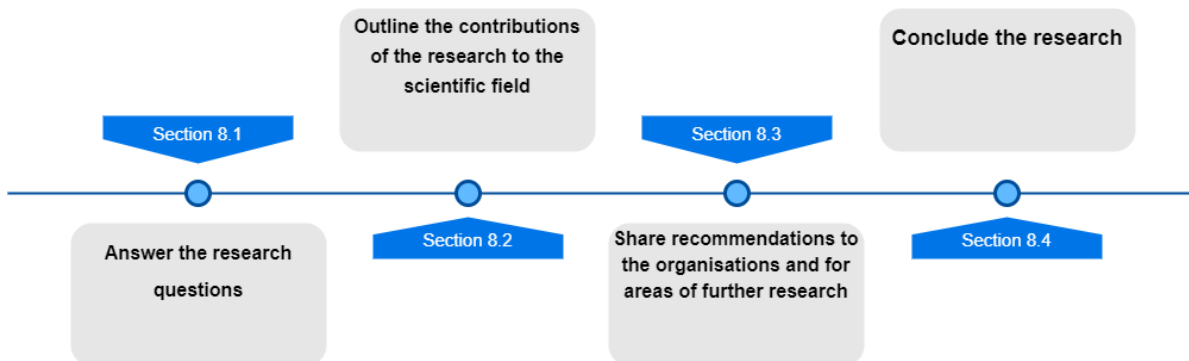 Section 8.1
Answer the research
questions
Outline the contributions
of the research to the
scientific field
Section 8.2
Section 8.3
Share recommendations to
the organisations and for
areas of further research
Conclude the research
Section 8.4